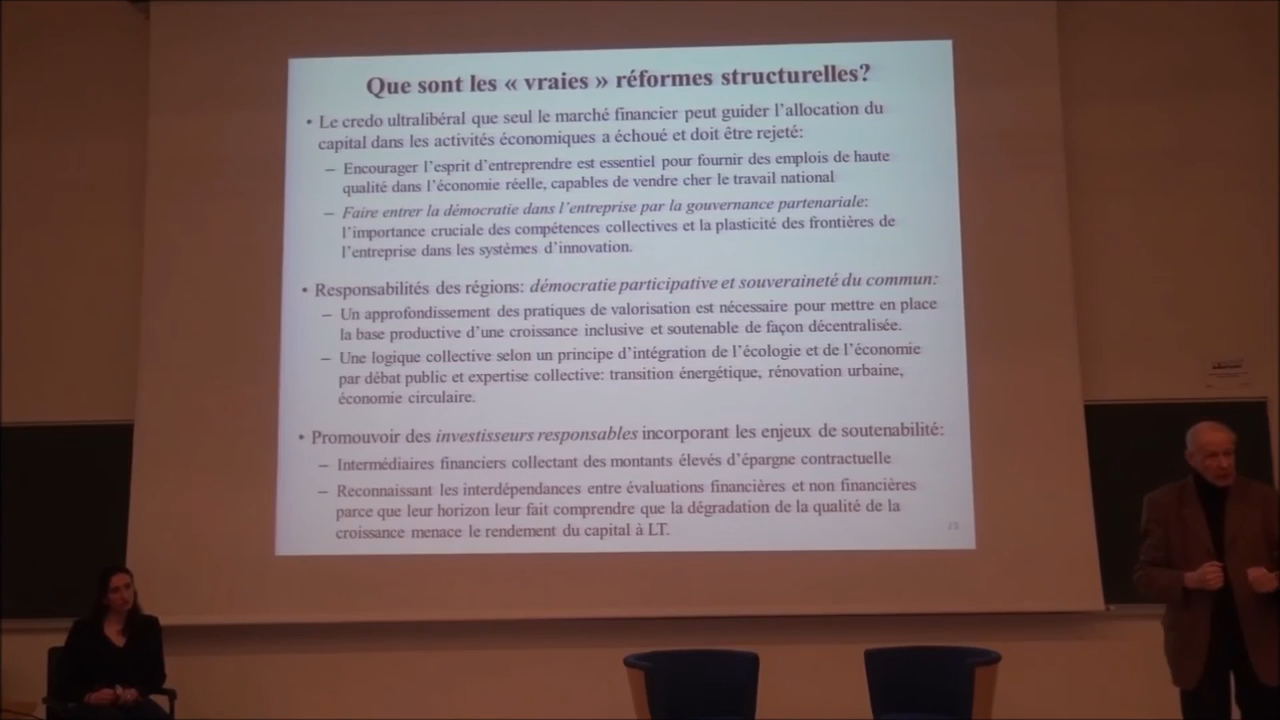 Que sont les « vraies » réformes structurelles?
• Le credo ultralibéral que seul le marché financier peut guider l'allocation du
capital dans les activités économiques a échoué et doit être rejeté:
– Encourager l'esprit d'entreprendre est essentiel pour fournir des emplois de haute
qualité dans l'économie réelle, capables de vendre cher le travail national
– Faire entrer la démocratie dans l'entreprise par la gouvernance partenariale:
l'importance cruciale des compétences collectives et la plasticité des frontières de
l'entreprise dans les systèmes d'innovation.
• Responsabilités des régions: démocratie participative et souveraineté du commun:
– Un approfondissement des pratiques de valorisation est nécessaire pour mettre en place
la base productive d'une croissance inclusive et soutenable de façon décentralisée.
– Une logique collective selon un principe d'intégration de l'écologie et de l'économie
par débat public et expertise collective: transition énergétique, rénovation urbaine,
économie circulaire.
• Promouvoir des investisseurs responsables incorporant les enjeux de soutenabilité:
– Intermédiaires financiers collectant des montants élevés d'épargne contractuelle
– Reconnaissant les interdépendances entre évaluations financières et non financières
parce que leur horizon leur fait comprendre que la dégradation de la qualité de la
croissance menace le rendement du capital à LT.